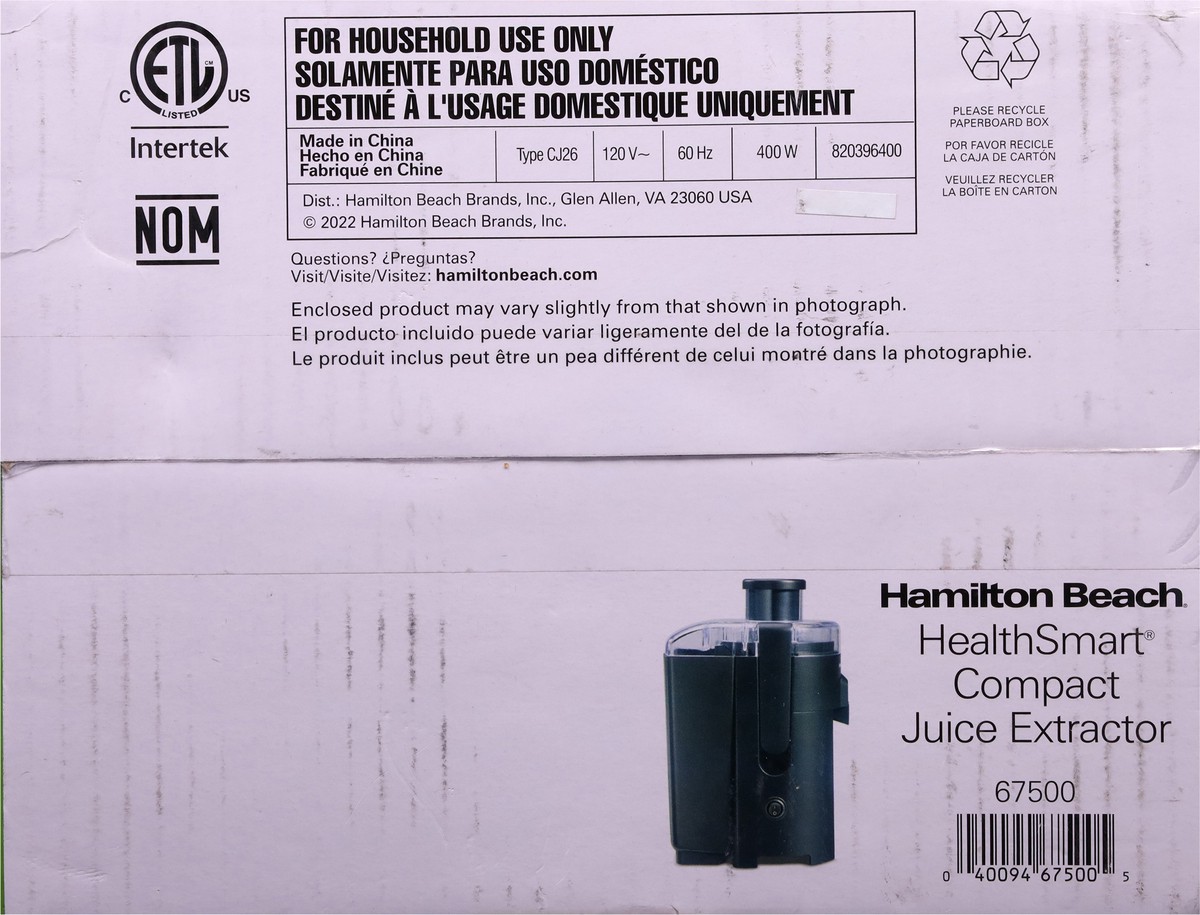 C ETL CM US
LISTED
Intertek
NOM
FOR HOUSEHOLD USE ONLY
SOLAMENTE PARA USO DOMÉSTICO
DESTINÉ À L'USAGE DOMESTIQUE UNIQUEMENT
Made in China
Hecho en China
Fabriqué en Chine
Type CJ26
120 V~
60 Hz
400 W
820396400
Dist.: Hamilton Beach Brands, Inc., Glen Allen, VA 23060 USA
© 2022 Hamilton Beach Brands, Inc.
PLEASE RECYCLE
PAPERBOARD BOX
POR FAVOR RECICLE
LA CAJA DE CARTÓN
VEUILLEZ RECYCLER
LA BOÎTE EN CARTON
Questions? ¿Preguntas?
Visit/Visite/Visitez: hamiltonbeach.com
Enclosed product may vary slightly from that shown in photograph.
El producto incluido puede variar ligeramente del de la fotografía.
Le produit inclus peut être un pea différent de celui montré dans la photographie.
Hamilton Beach®
HealthSmart®
Compact
Juice Extractor
67500
0 40094 67500 5